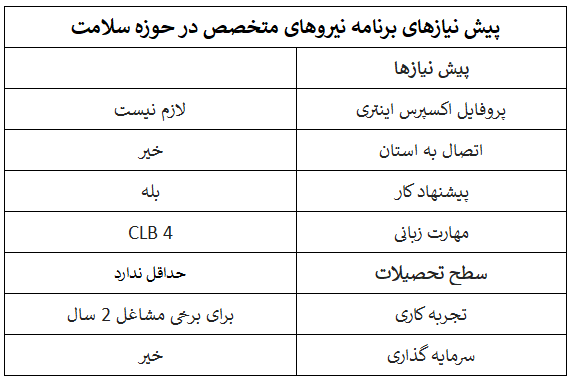 پیش نیازهای برنامه نیروهای متخصص در حوزه سلامت
پیش نیازها
پروفایل اکسپرس اینتری لازم نیست
اتصال به استان خیر
پیشنهاد کار بله
مهارت زبانی CLB 4
سطح تحصیلات حداقل ندارد
تجربه کاری برای برخی مشاغل 2 سال
سرمایه گذاری خیر